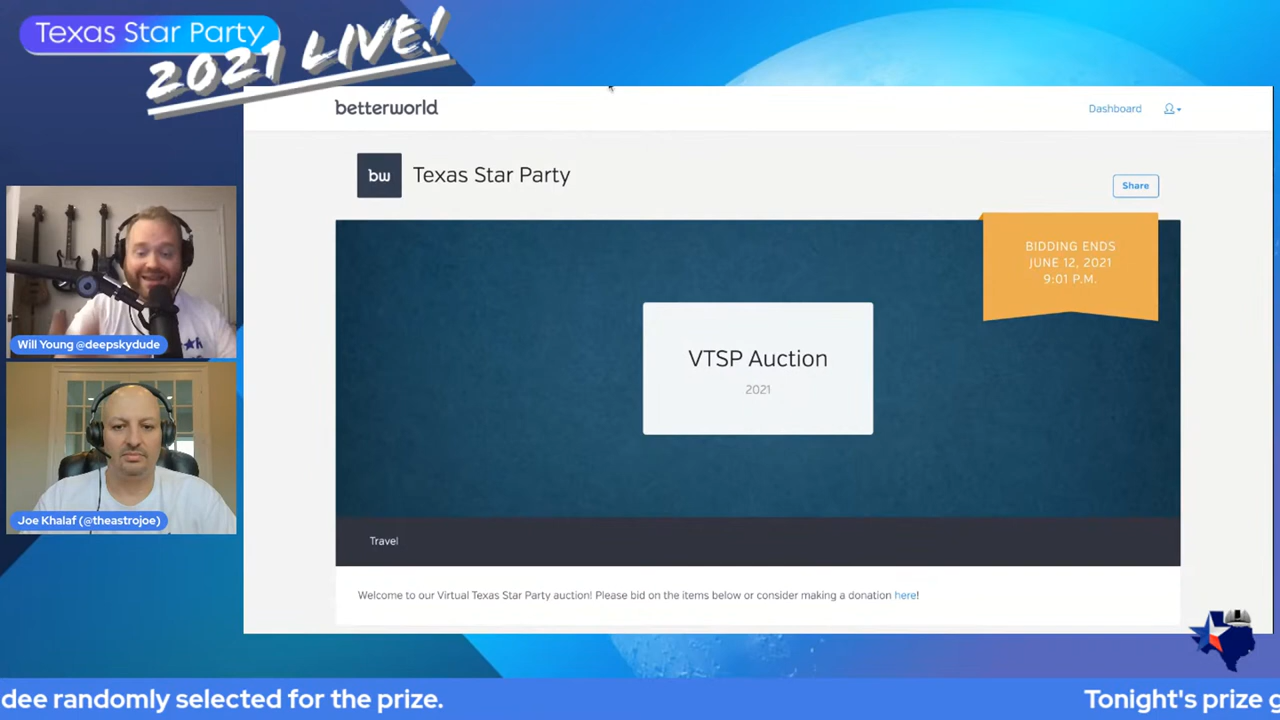 Texas Star Party
2021 LIVE!
betterworld
Dashboard
bw
Texas Star Party
Share
BIDDING ENDS
JUNE 12, 2021
9:01 P.M.
VTSP Auction
2021
Will Young @deepskydude
Joe Khalaf (@theastrojoe)
Travel
Welcome to our Virtual Texas Star Party auction! Please bid on the items below or consider making a donation here!
dee randomly selected for the prize.
Tonight's prize g